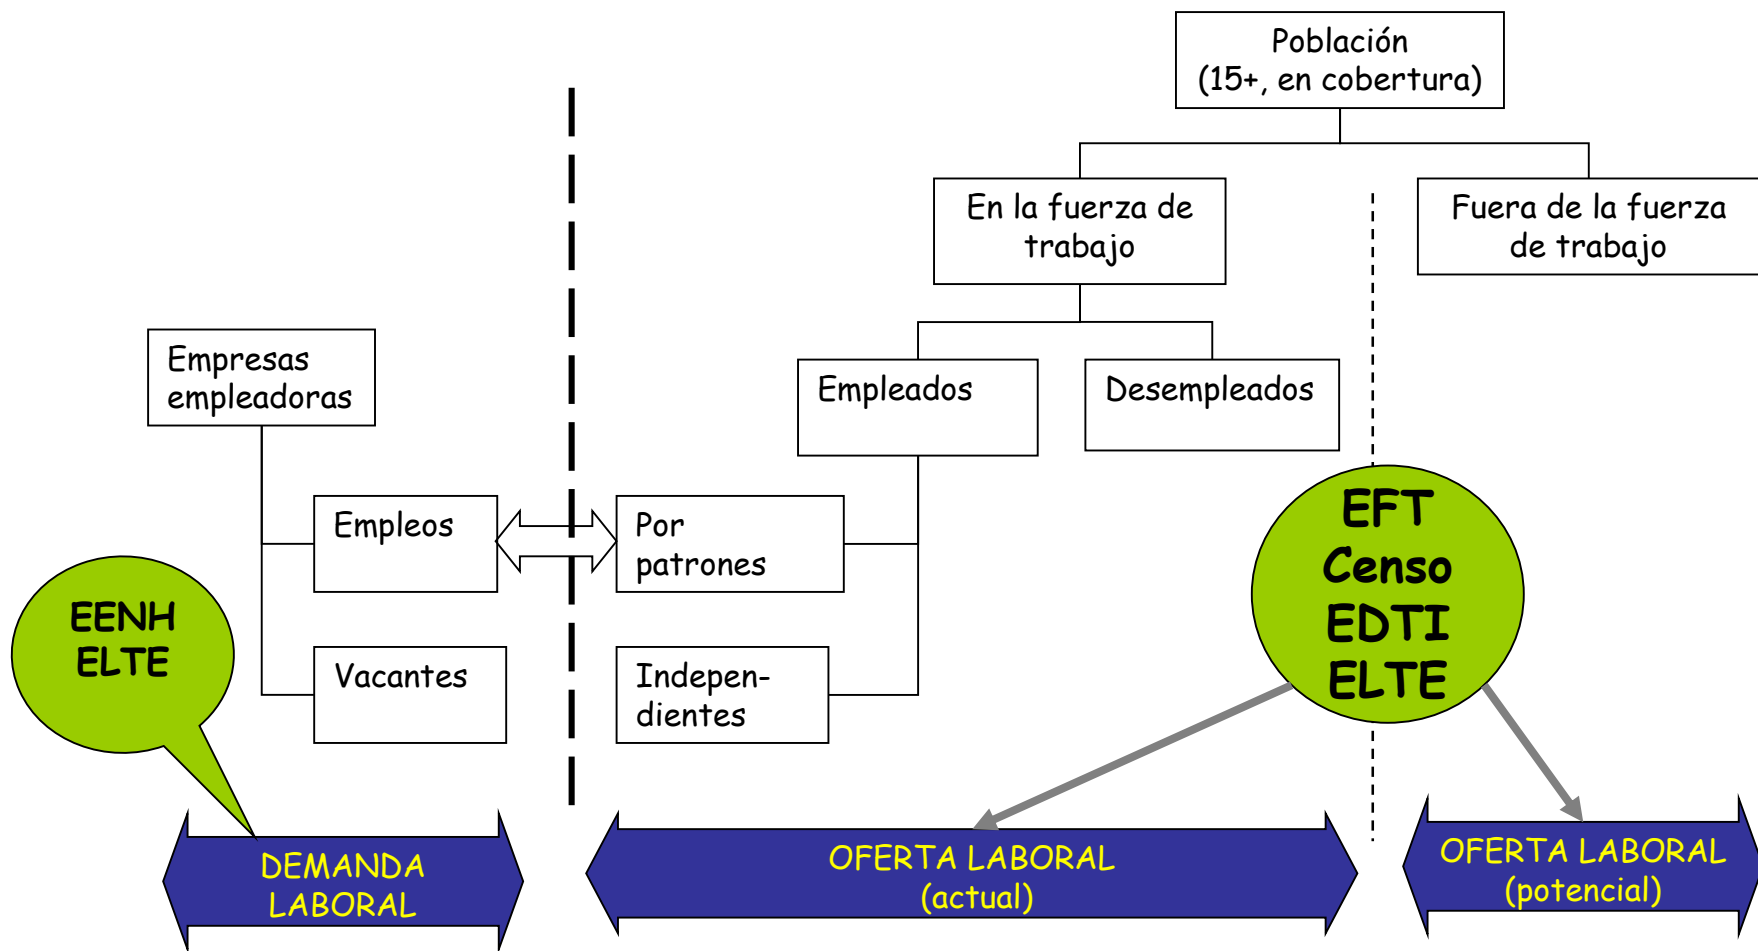 Población
(15+, en cobertura)
En la fuerza de
trabajo
Fuera de la fuerza
de trabajo
Empresas
empleadoras
Empleados
Desempleados
Empleos
Por
patrones
Vacantes
Indepen-
dientes
EENH
ELTE
EFT
Censo
EDTI
ELTE
DEMANDA
LABORAL
OFERTA LABORAL
(actual)
OFERTA LABORAL
(potencial)